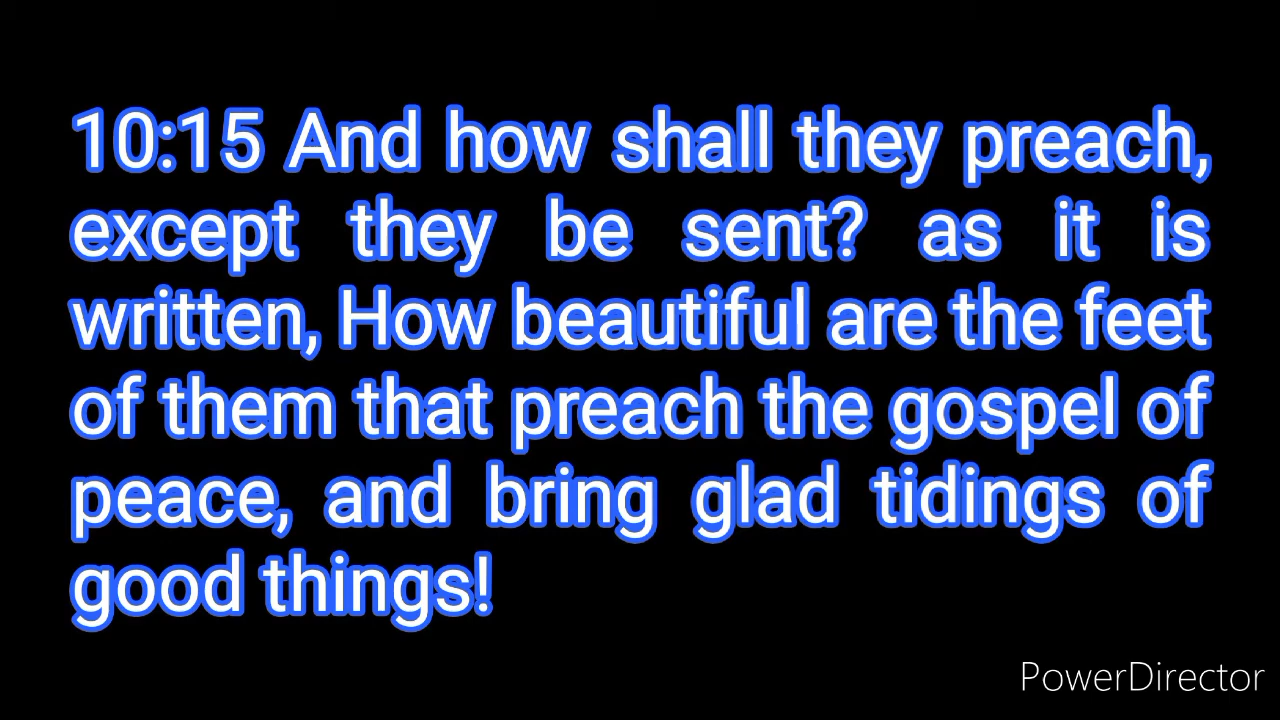 10:15 And how shall they preach,
except they be sent? as it is
written, How beautiful are the feet
of them that preach the gospel of
peace, and bring glad tidings of
good things!
PowerDirector